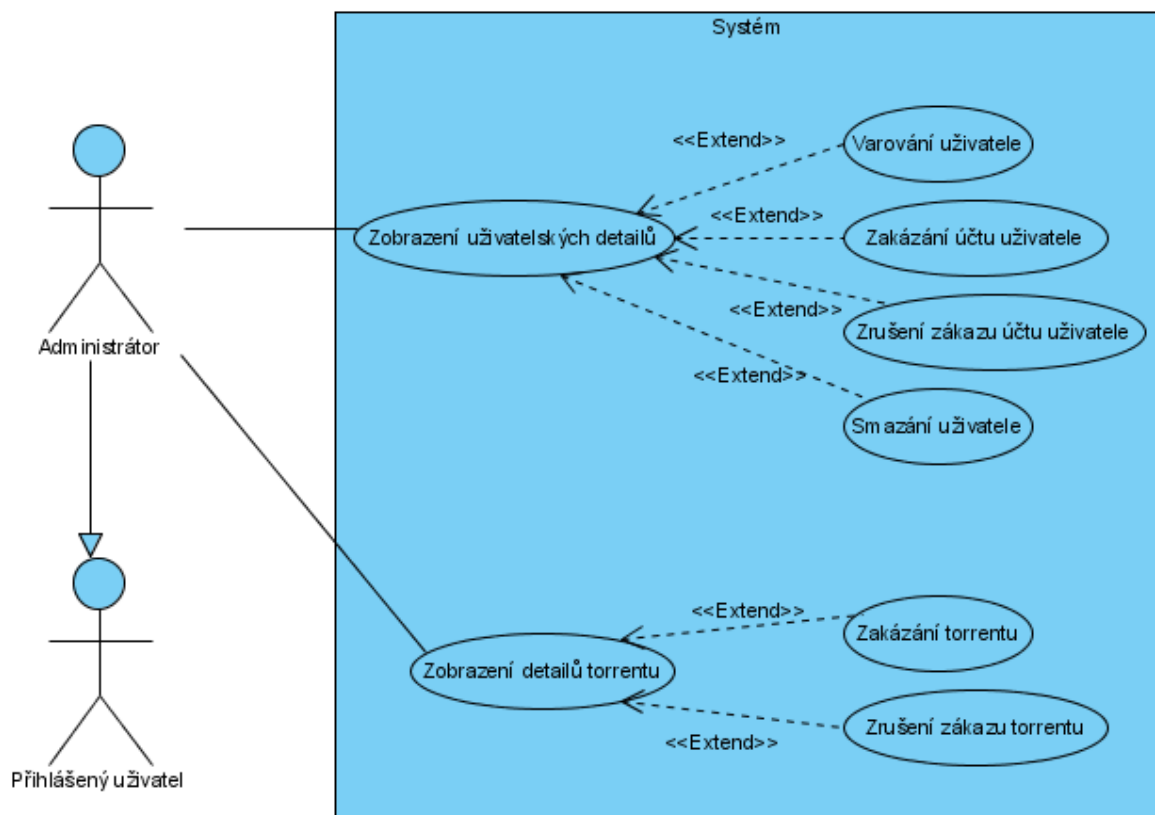 Systém
<<Extend>>
Varování uživatele
<<Extend>>
Zobrazení uživatelských detailů
Zakázání účtu uživatele
<<Extend>>
Zrušení zákazu účtu uživatele
Administrátor
<<Extend>>
Smazání uživatele
<<Extend>>
Zakázání torrentu
Zobrazení detailů torrentu
Zrušení zákazu torrentu
<<Extend>>
Přihlášený uživatel